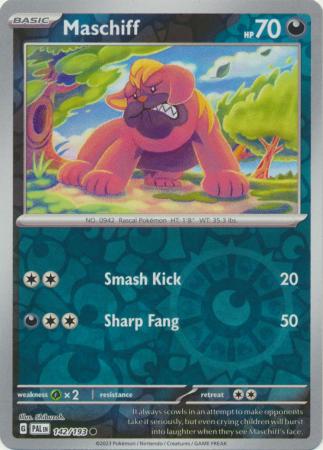 BASIC
Maschiff
HP 70
NO. 0942 Rascal Pokémon HT: 1'8" WT: 35.3 lbs.
Smash Kick 20
Sharp Fang 50
weakness ×2 resistance retreat
Illus. Shibuzoh.
G PAL EN 142/193
It always scowls in an attempt to make opponents
take it seriously, but even crying children will burst
into laughter when they see Maschiff's face.
©2023 Pokémon / Nintendo / Creatures / GAME FREAK